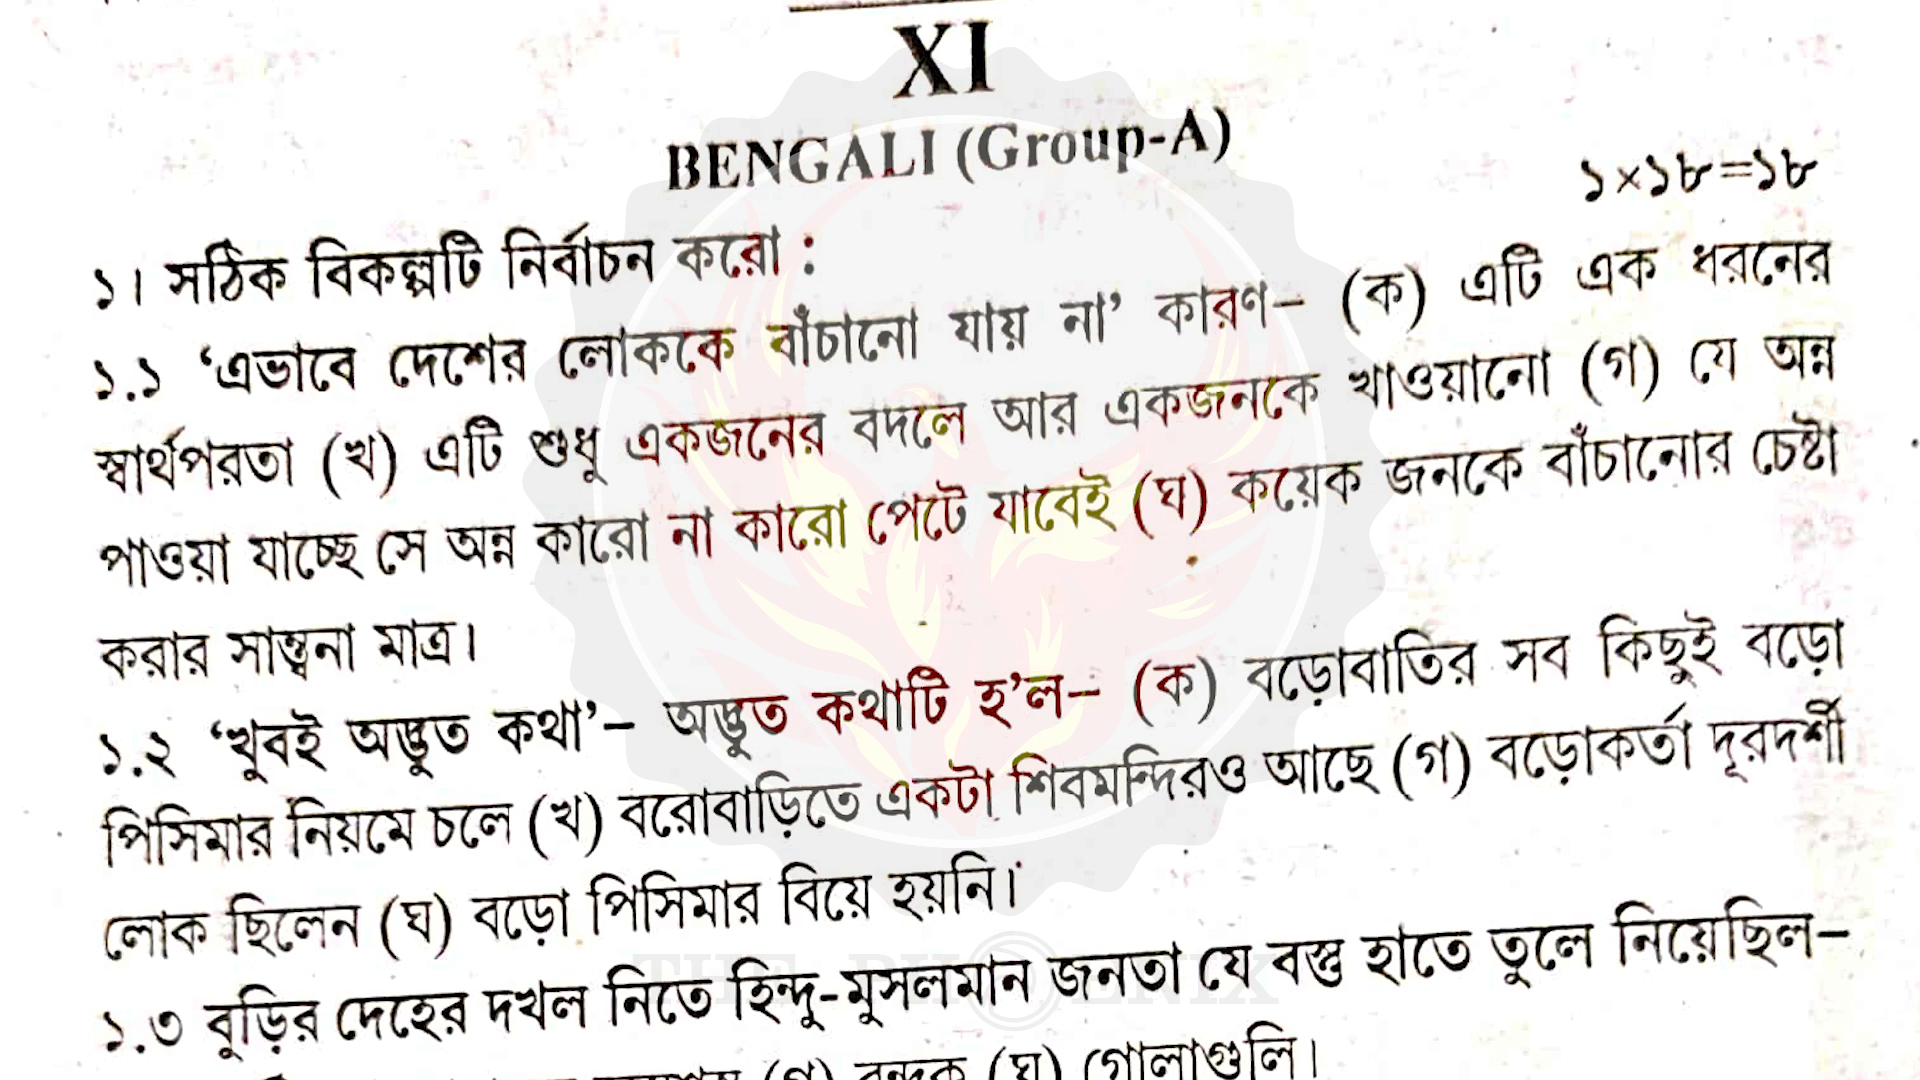 XI
BENGALI (Group-A)
১×১৮=১৮
১। সঠিক বিকল্পটি নির্বাচন করো :
১.১ ‘এভাবে দেশের লোককে বাঁচানো যায় না’ কারণ– (ক) এটি এক ধরনের
স্বার্থপরতা (খ) এটি শুধু একজনের বদলে আর একজনকে খাওয়ানো (গ) যে অন্ন
পাওয়া যাচ্ছে সে অন্ন কারো না কারো পেটে যাবেই (ঘ) কয়েক জনকে বাঁচানোর চেষ্টা
করার সান্ত্বনা মাত্র।
১.২ ‘খুবই অদ্ভুত কথা’– অদ্ভুত কথাটি হ’ল– (ক) বড়োবাতির সব কিছুই বড়ো
পিসিমার নিয়মে চলে (খ) বরোবাড়িতে একটা শিবমন্দিরও আছে (গ) বড়োকর্তা দূরদর্শী
লোক ছিলেন (ঘ) বড়ো পিসিমার বিয়ে হয়নি।
১.৩ বুড়ির দেহের দখল নিতে হিন্দু-মুসলমান জনতা যে বস্তু হাতে তুলে নিয়েছিল–
(গ) বন্দুক (ঘ) গোলাগুলি।
THE PHOENIX